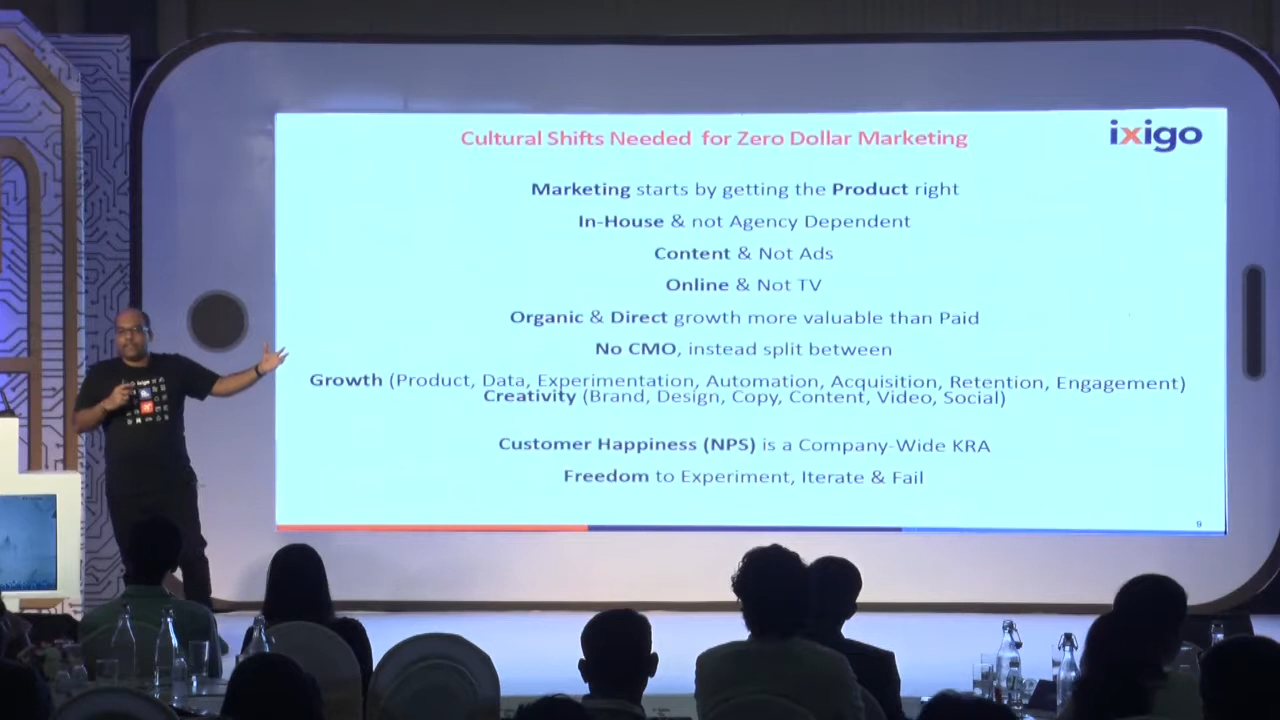 Cultural Shifts Needed for Zero Dollar Marketing
ixigo
Marketing starts by getting the Product right
In-House & not Agency Dependent
Content & Not Ads
Online & Not TV
Organic & Direct growth more valuable than Paid
No CMO, instead split between
Growth (Product, Data, Experimentation, Automation, Acquisition, Retention, Engagement)
Creativity (Brand, Design, Copy, Content, Video, Social)
Customer Happiness (NPS) is a Company-Wide KRA
Freedom to Experiment, Iterate & Fail
9
ixigo